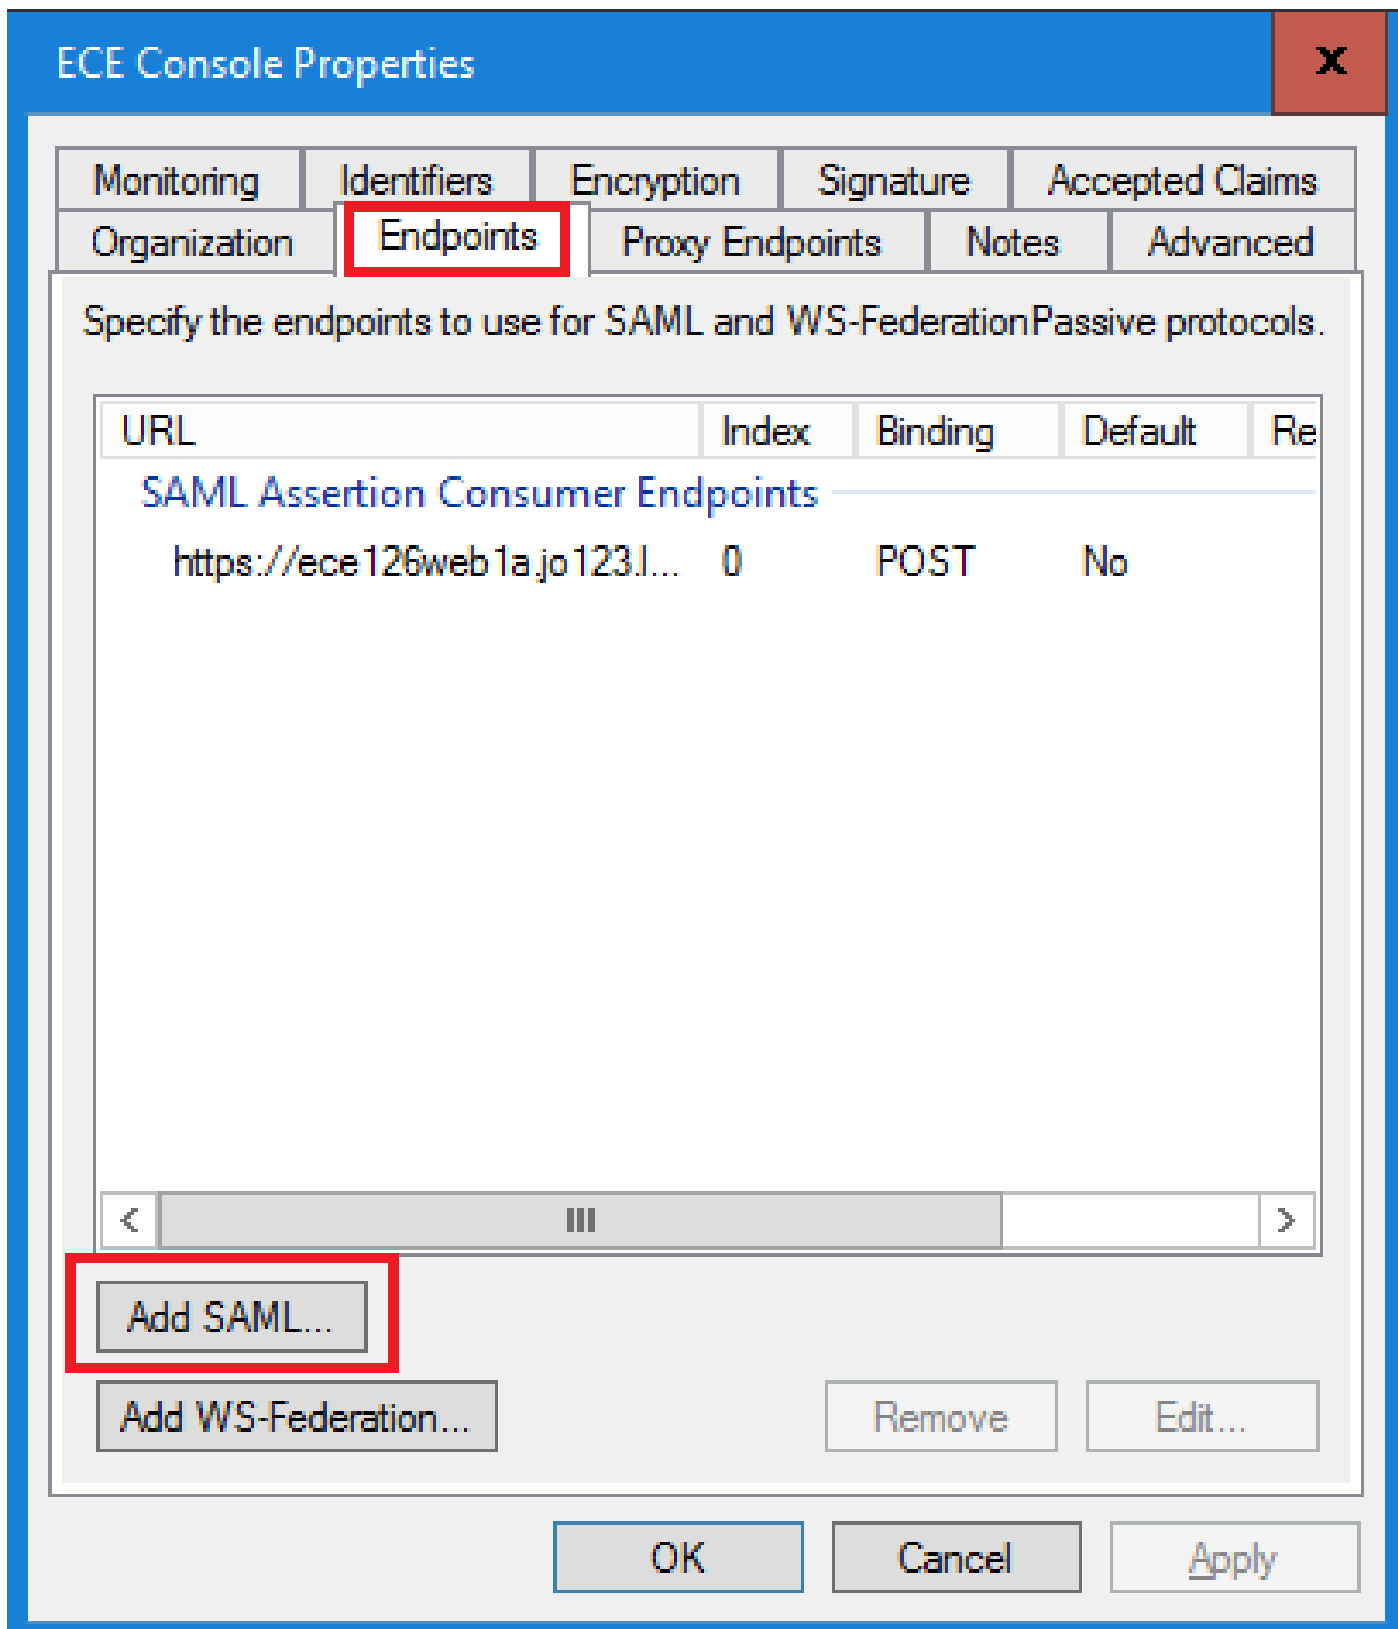 ECE Console Properties
x
Monitoring Identifiers Encryption Signature Accepted Claims
Organization Endpoints Proxy Endpoints Notes Advanced
Specify the endpoints to use for SAML and WS-FederationPassive protocols.
URL Index Binding Default Re
SAML Assertion Consumer Endpoints
https://ece126web1a.jo123.l... 0 POST No
Add SAML...
Add WS-Federation... Remove Edit...
OK Cancel Apply